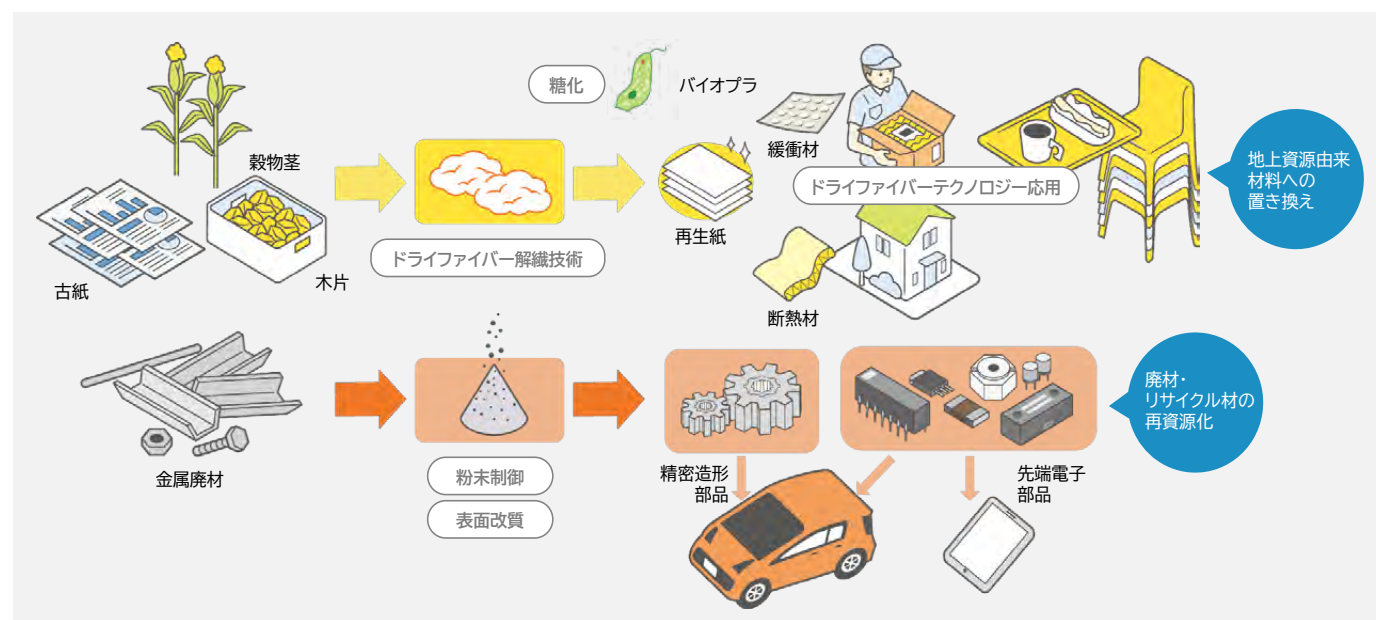 糖化
バイオプラ
穀物茎
緩衝材
ドライファイバーテクノロジー応用
地上資源由来
材料への
置き換え
再生紙
ドライファイバー解繊技術
木片
古紙
断熱材
廃材・
リサイクル材の
再資源化
金属廃材
粉末制御
表面改質
精密造形
部品
先端電子
部品